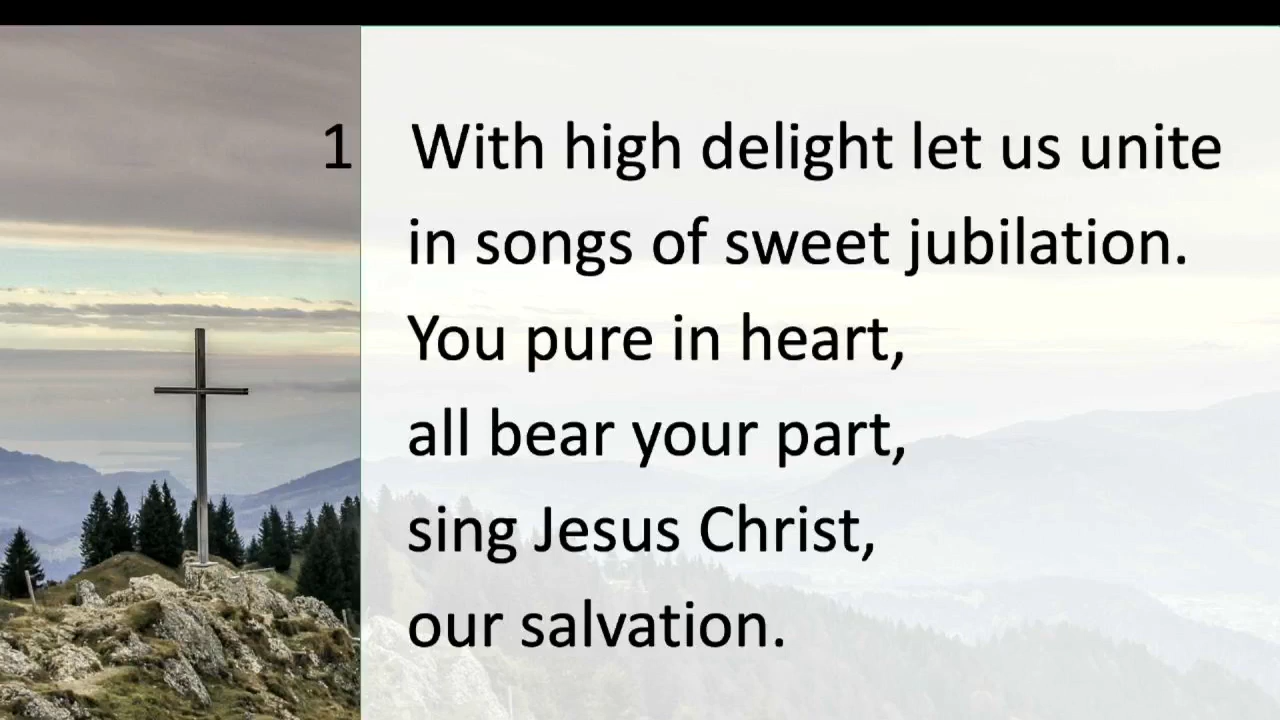 1 With high delight let us unite
in songs of sweet jubilation.
You pure in heart,
all bear your part,
sing Jesus Christ,
our salvation.